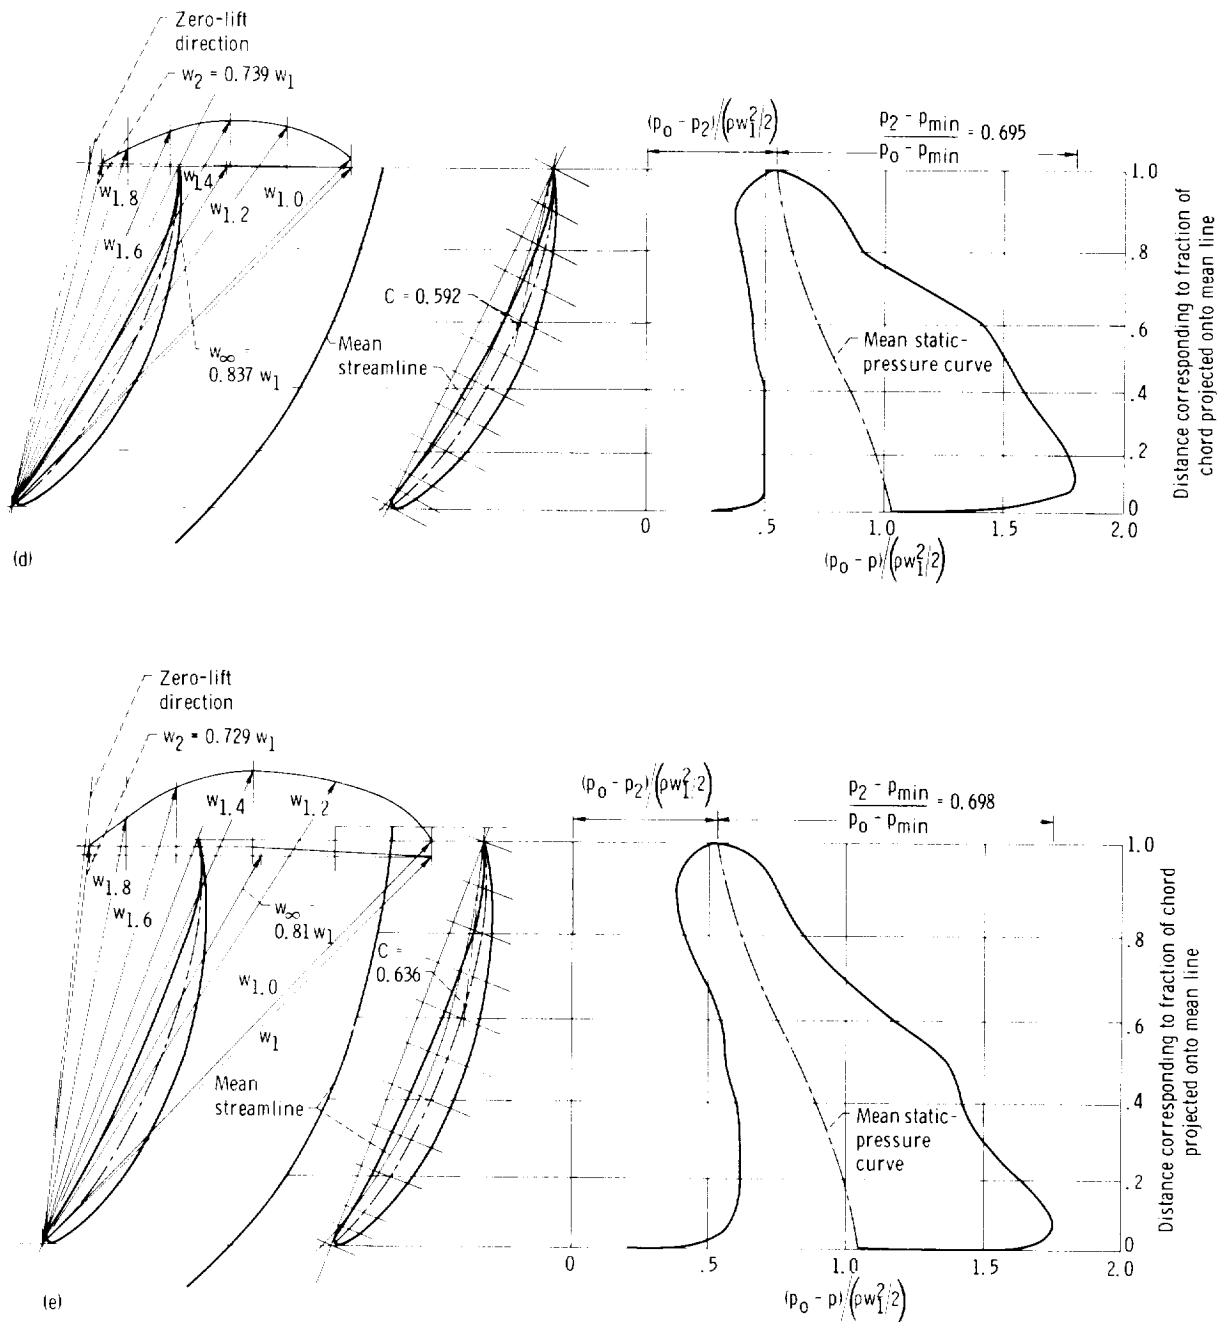 Zero-lift
direction
w2 = 0.739 w1
w1.8
w1.4
w1.0
w1.2
w1.6
w∞ =
0.837 w1
Mean
streamline
C = 0.592
(p0 - p2)/(ρw1²/2)
p2 - pmin
p0 - pmin
= 0.695
Mean static-
pressure curve
1.0
.8
.6
.4
.2
0
Distance corresponding to fraction of
chord projected onto mean line
0
.5
1.0
1.5
2.0
(p0 - p)/(ρw1²/2)
(d)
Zero-lift
direction
w2 = 0.729 w1
w1.4
w1.2
w1.8
w1.6
w∞ =
0.81 w1
w1.0
w1
C =
0.636
Mean
streamline
(p0 - p2)/(ρw1²/2)
p2 - pmin
p0 - pmin
= 0.698
Mean static-
pressure
curve
1.0
.8
.6
.4
.2
0
Distance corresponding to fraction of chord
projected onto mean line
0
.5
1.0
1.5
2.0
(p0 - p)/(ρw1²/2)
(e)